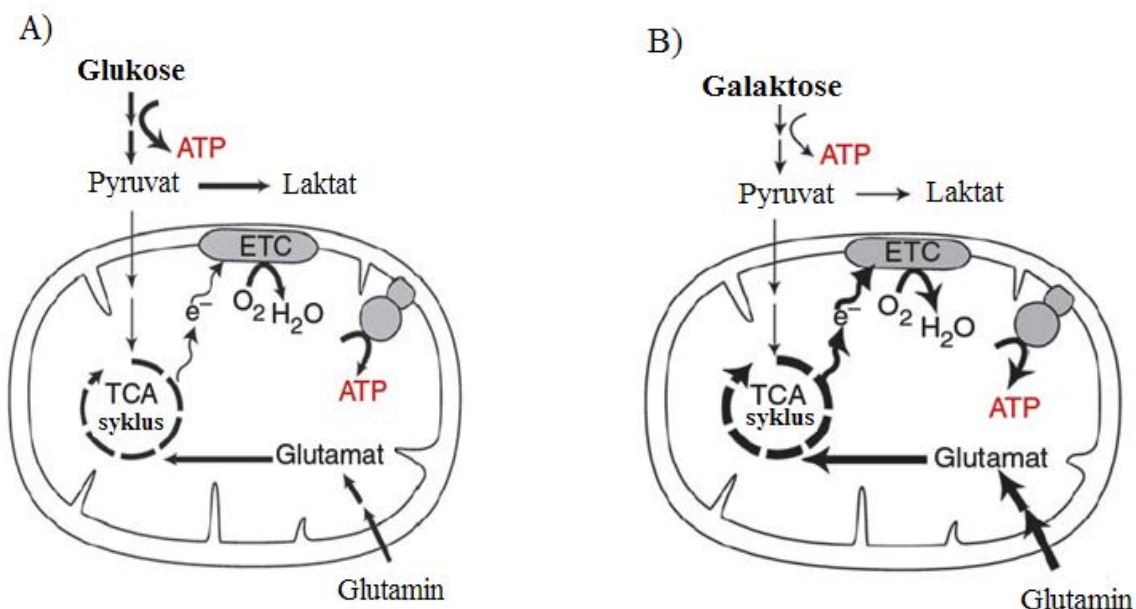 A)
Glukose
ATP
Pyruvat
Laktat
ETC
e⁻
O₂
H₂O
TCA
syklus
ATP
Glutamat
Glutamin
B)
Galaktose
ATP
Pyruvat
Laktat
ETC
e⁻
O₂
H₂O
TCA
syklus
ATP
Glutamat
Glutamin